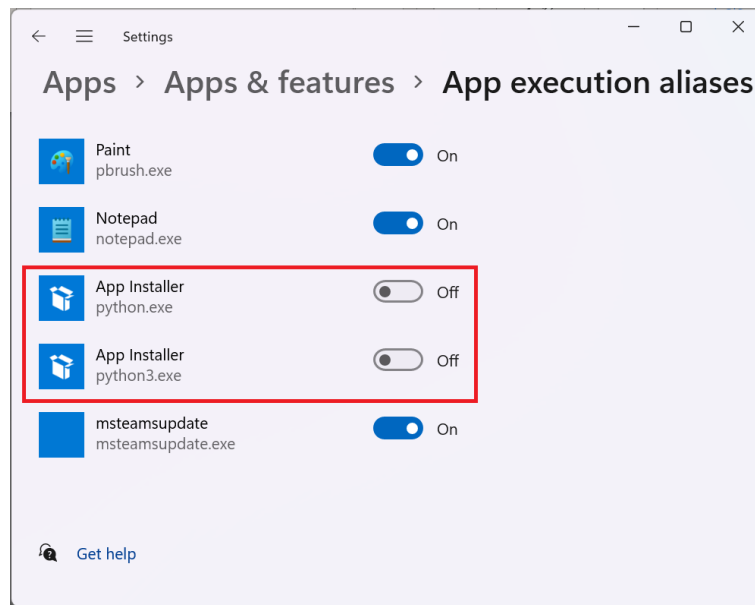 Settings
Apps > Apps & features > App execution aliases
Paint
pbrush.exe
On
Notepad
notepad.exe
On
App Installer
python.exe
Off
App Installer
python3.exe
Off
msteamsupdate
msteamsupdate.exe
On
Get help